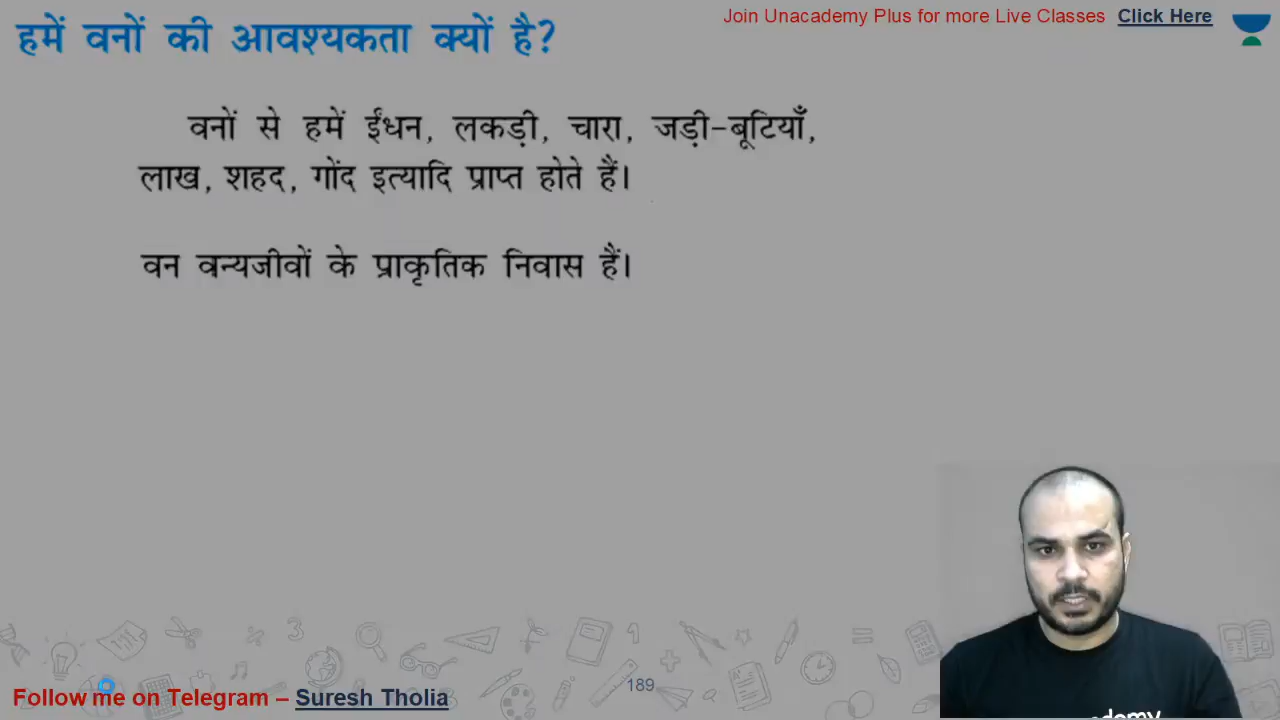 हमें वनों की आवश्यकता क्यों है?
Join Unacademy Plus for more Live Classes Click Here
वनों से हमें ईंधन, लकड़ी, चारा, जड़ी-बूटियाँ,
लाख, शहद, गोंद इत्यादि प्राप्त होते हैं।
वन वन्यजीवों के प्राकृतिक निवास हैं।
189
Follow me on Telegram – Suresh Tholia